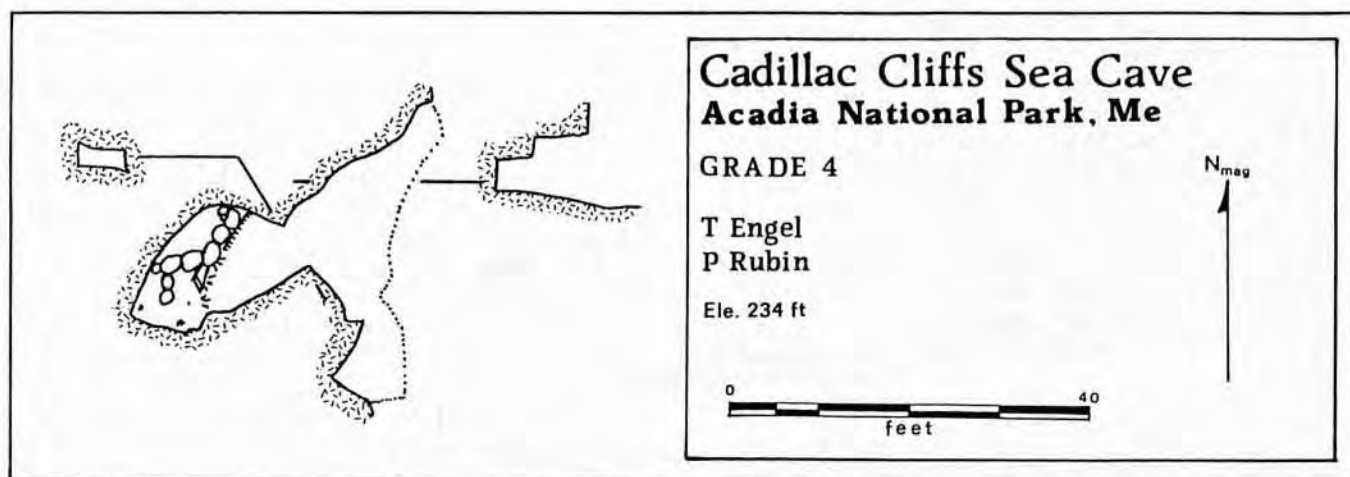 Cadillac Cliffs Sea Cave
Acadia National Park, Me
GRADE 4
Nmag
T Engel
P Rubin
Ele. 234 ft
0 40
feet